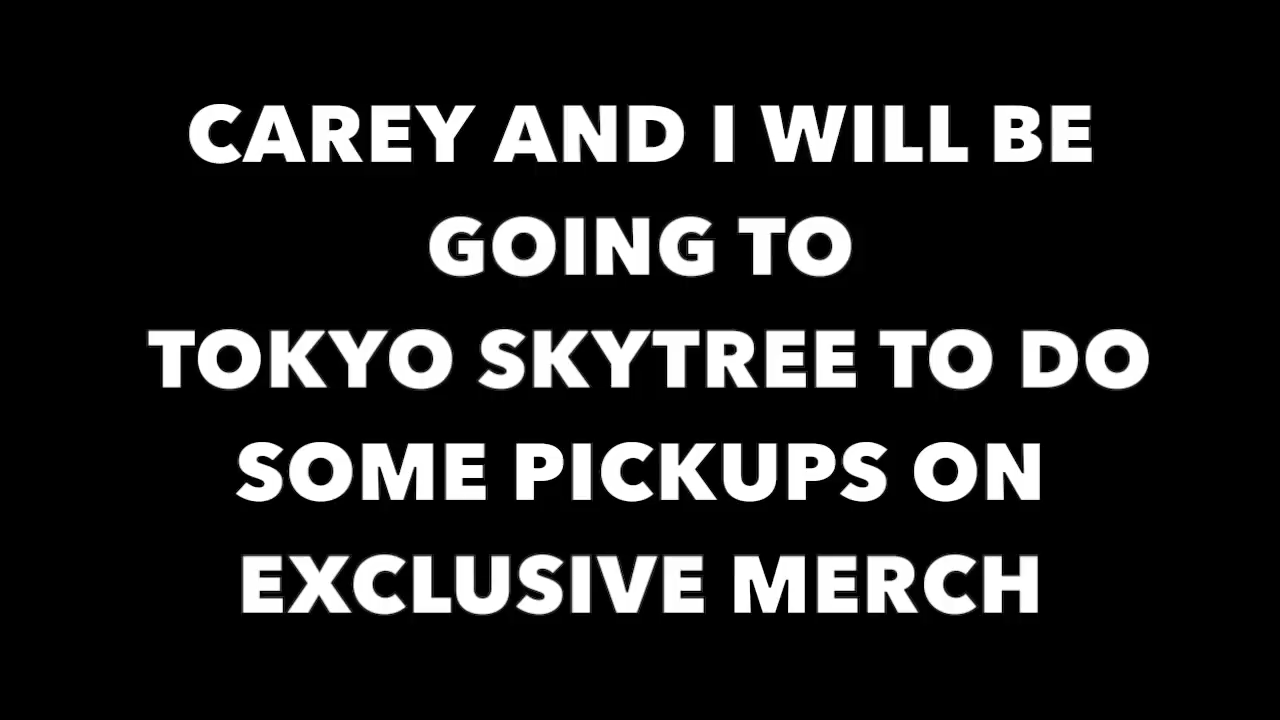 CAREY AND I WILL BE
GOING TO
TOKYO SKYTREE TO DO
SOME PICKUPS ON
EXCLUSIVE MERCH